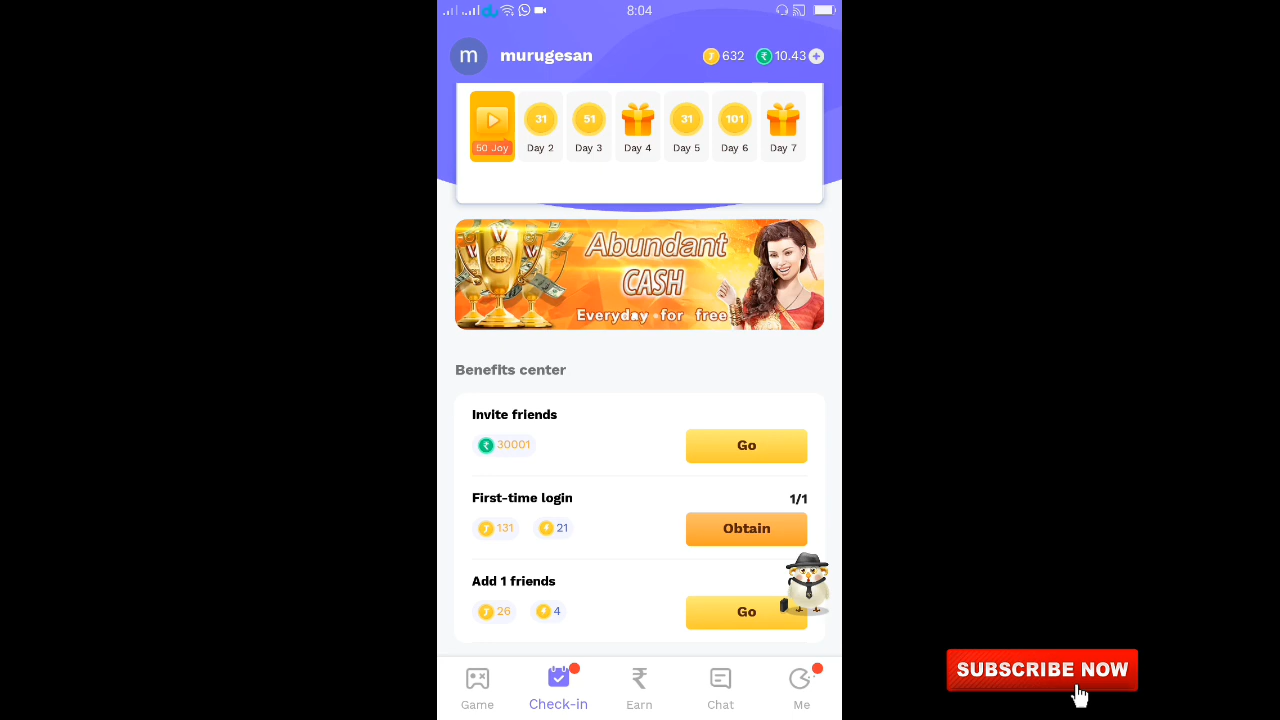 8:04
m murugesan 632 10.43
31 51 31 101
50 Joy Day 2 Day 3 Day 4 Day 5 Day 6 Day 7
BEST
Abundant
CASH
Everyday for free
Benefits center
Invite friends
30001 Go
First-time login 1/1
131 21 Obtain
Add 1 friends
26 4 Go
Game Check-in Earn Chat Me
SUBSCRIBE NOW